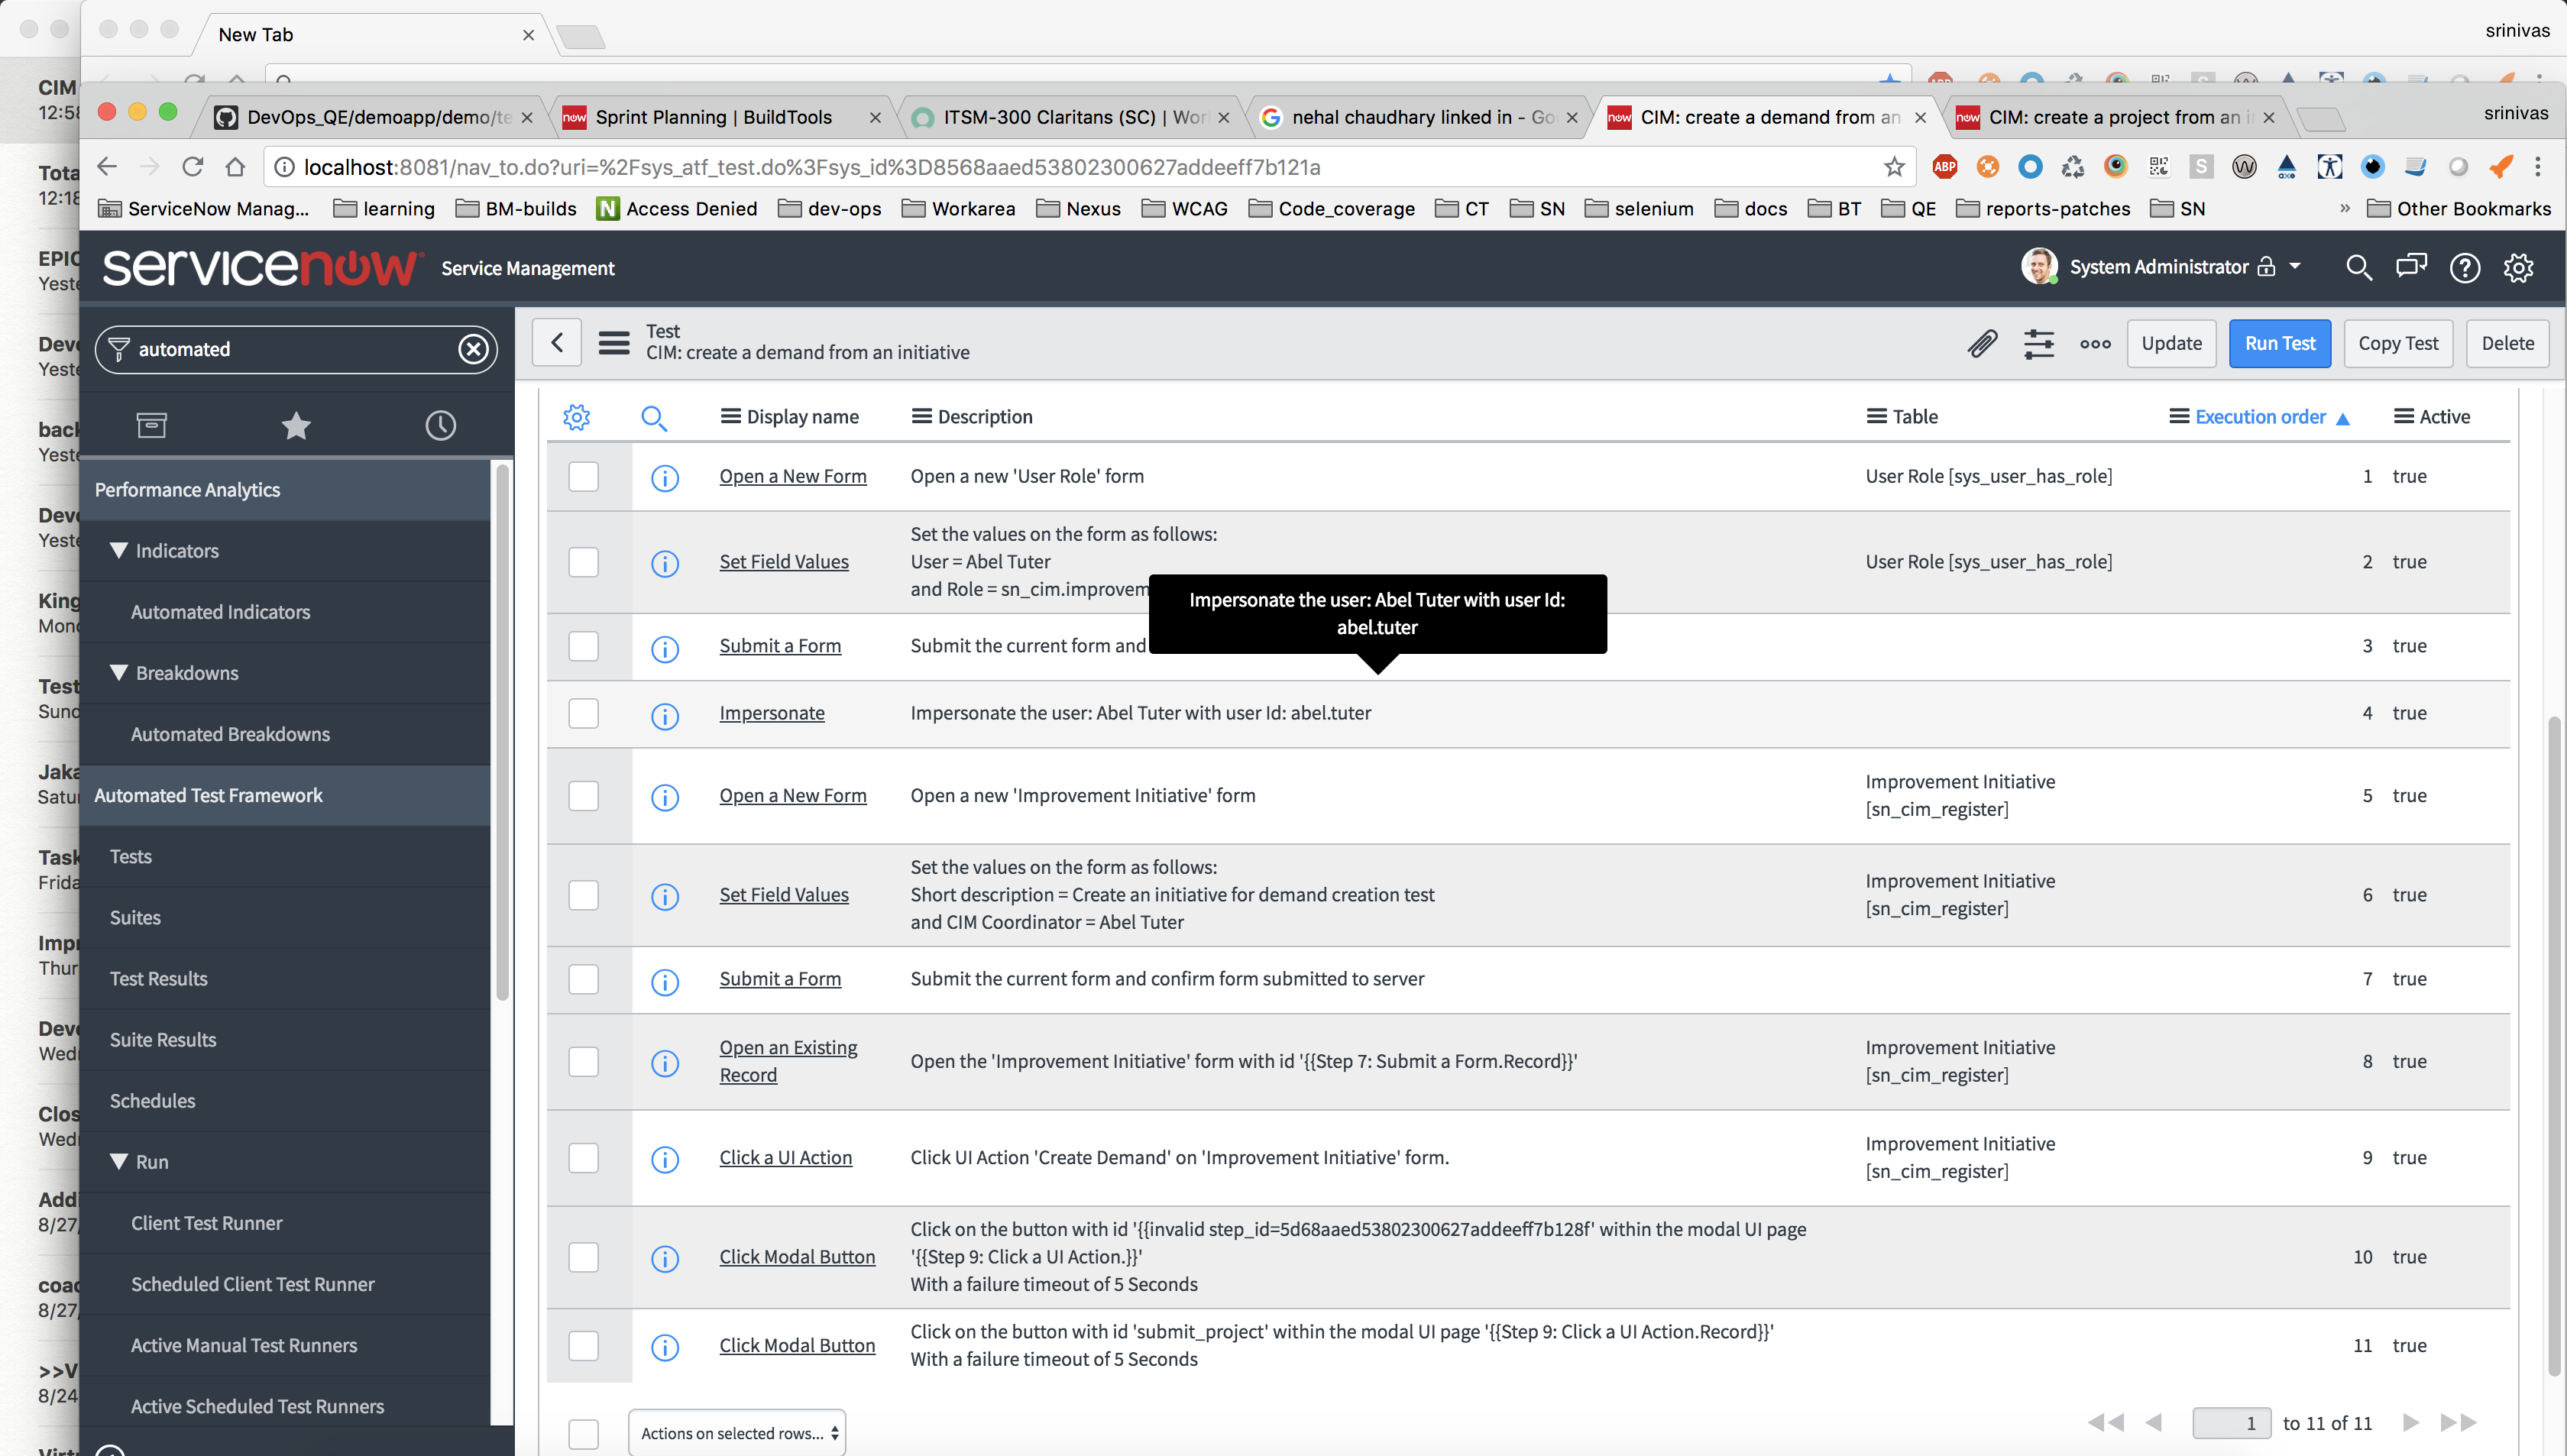 New Tab
srinivas
CIM
DevOps_QE/demoapp/demo/te
now
Sprint Planning | BuildTools
ITSM-300 Claritans (SC) | Wor
nehal chaudhary linked in - Go
now
CIM: create a demand from an
now
CIM: create a project from an i
srinivas
localhost:8081/nav_to.do?uri=%2Fsys_atf_test.do%3Fsys_id%3D8568aaed53802300627addeeff7b121a
ABP
ServiceNow Manag...
learning
BM-builds
Access Denied
dev-ops
Workarea
Nexus
WCAG
Code_coverage
CT
SN
selenium
docs
BT
QE
reports-patches
SN
»
Other Bookmarks
servicenow
Service Management
System Administrator
automated
Test
CIM: create a demand from an initiative
Update
Run Test
Copy Test
Delete
Performance Analytics
Indicators
Automated Indicators
Breakdowns
Automated Breakdowns
Automated Test Framework
Tests
Suites
Test Results
Suite Results
Schedules
Run
Client Test Runner
Scheduled Client Test Runner
Active Manual Test Runners
Active Scheduled Test Runners
Display name
Description
Table
Execution order
Active
Open a New Form
Open a new 'User Role' form
User Role [sys_user_has_role]
1
true
Set Field Values
Set the values on the form as follows:
User = Abel Tuter
and Role = sn_cim.improvem
User Role [sys_user_has_role]
2
true
Impersonate the user: Abel Tuter with user Id:
abel.tuter
Submit a Form
Submit the current form and
3
true
Impersonate
Impersonate the user: Abel Tuter with user Id: abel.tuter
4
true
Open a New Form
Open a new 'Improvement Initiative' form
Improvement Initiative
[sn_cim_register]
5
true
Set Field Values
Set the values on the form as follows:
Short description = Create an initiative for demand creation test
and CIM Coordinator = Abel Tuter
Improvement Initiative
[sn_cim_register]
6
true
Submit a Form
Submit the current form and confirm form submitted to server
7
true
Open an Existing
Record
Open the 'Improvement Initiative' form with id '{{Step 7: Submit a Form.Record}}'
Improvement Initiative
[sn_cim_register]
8
true
Click a UI Action
Click UI Action 'Create Demand' on 'Improvement Initiative' form.
Improvement Initiative
[sn_cim_register]
9
true
Click Modal Button
Click on the button with id '{{invalid step_id=5d68aaed53802300627addeeff7b128f' within the modal UI page
'{{Step 9: Click a UI Action.}}'
With a failure timeout of 5 Seconds
10
true
Click Modal Button
Click on the button with id 'submit_project' within the modal UI page '{{Step 9: Click a UI Action.Record}}'
With a failure timeout of 5 Seconds
11
true
Actions on selected rows...
1
to 11 of 11
12:58
Tota
12:18
EPIC
Yeste
Deve
Yeste
back
Yeste
Deve
Yeste
King
Mond
Test
Sund
Jaka
Satur
Task
Frida
Impr
Thur
Deve
Wedn
Clos
Wedn
Addi
8/27/
coac
8/27/
>>V
8/24